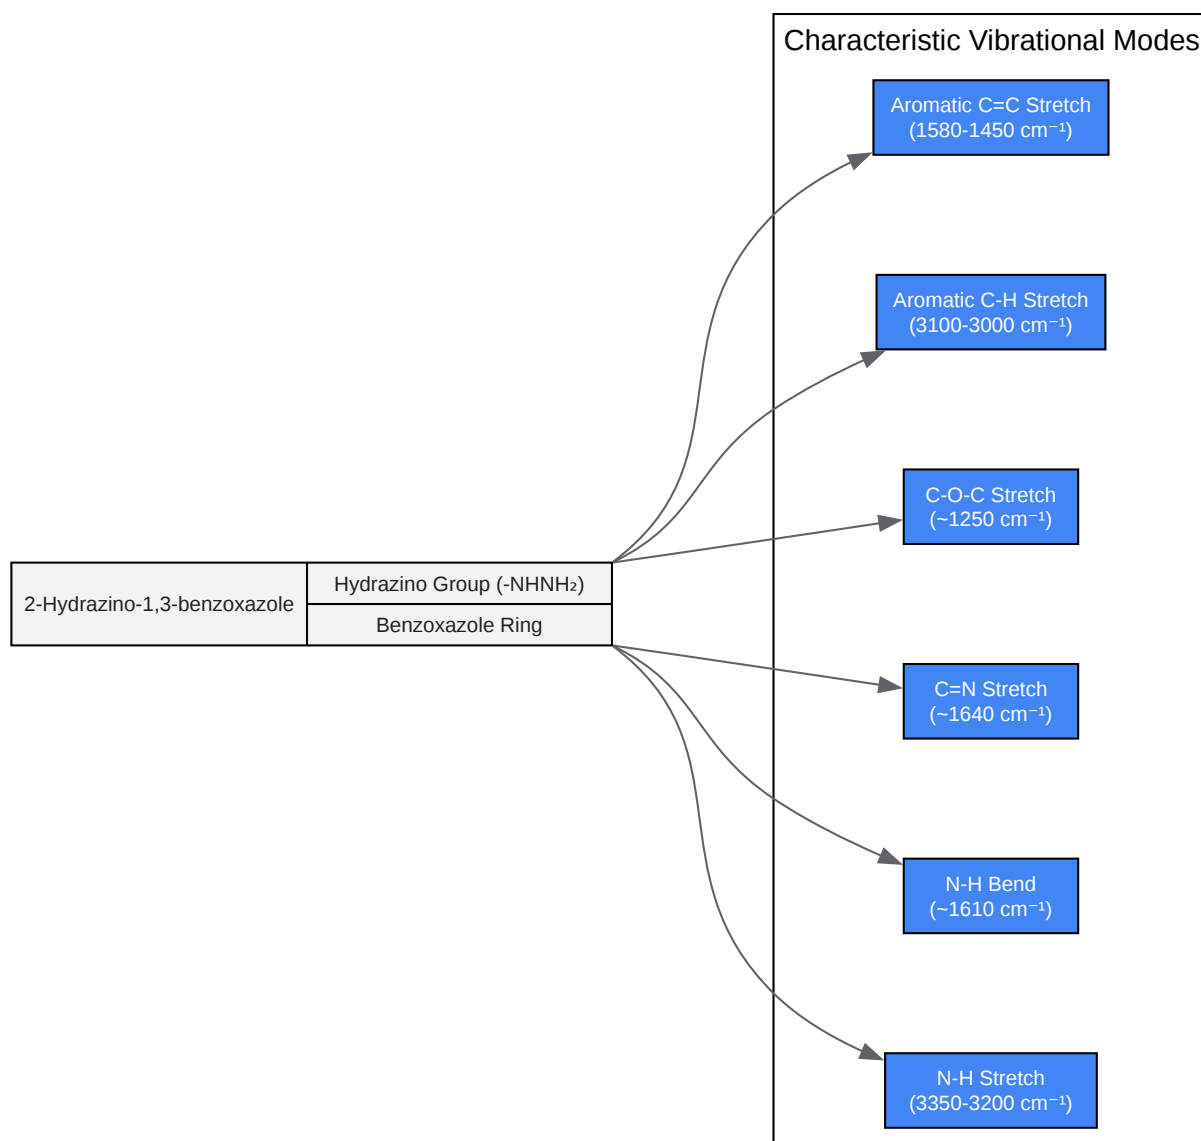 Characteristic Vibrational Modes
Aromatic C=C Stretch
(1580-1450 cm⁻¹)
Aromatic C-H Stretch
(3100-3000 cm⁻¹)
C-O-C Stretch
(~1250 cm⁻¹)
2-Hydrazino-1,3-benzoxazole
Hydrazino Group (-NHNH₂)
Benzoxazole Ring
C=N Stretch
(~1640 cm⁻¹)
N-H Bend
(~1610 cm⁻¹)
N-H Stretch
(3350-3200 cm⁻¹)